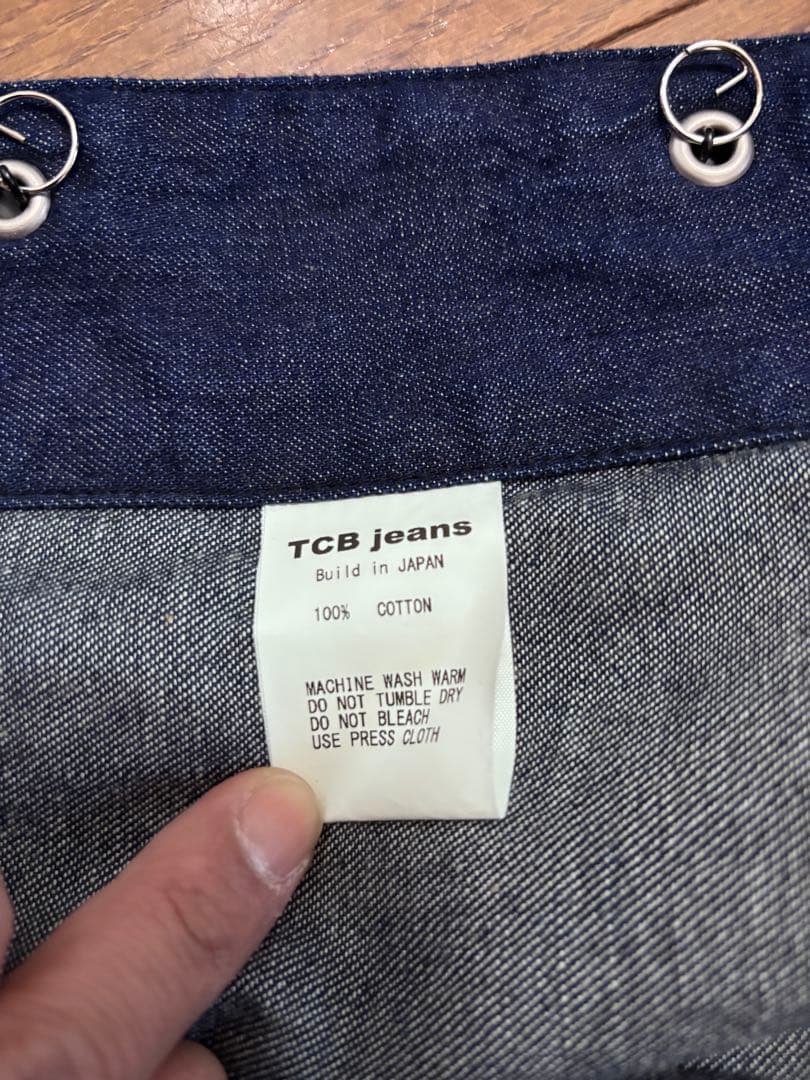 TCB jeans
Build in JAPAN
100% COTTON
MACHINE WASH WARM
DO NOT TUMBLE DRY
DO NOT BLEACH
USE PRESS CLOTH